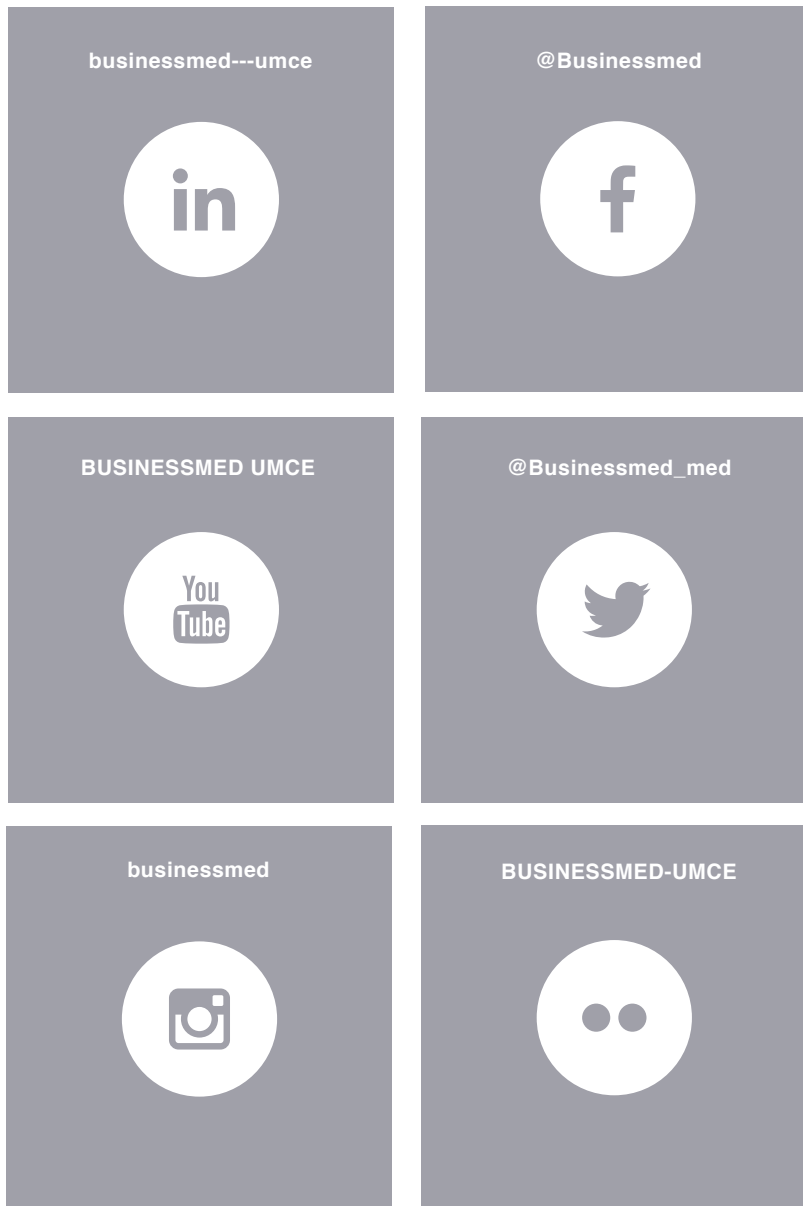 businessmed---umce
@Businessmed
in
f
BUSINESSMED UMCE
@Businessmed_med
You
Tube
businessmed
BUSINESSMED-UMCE